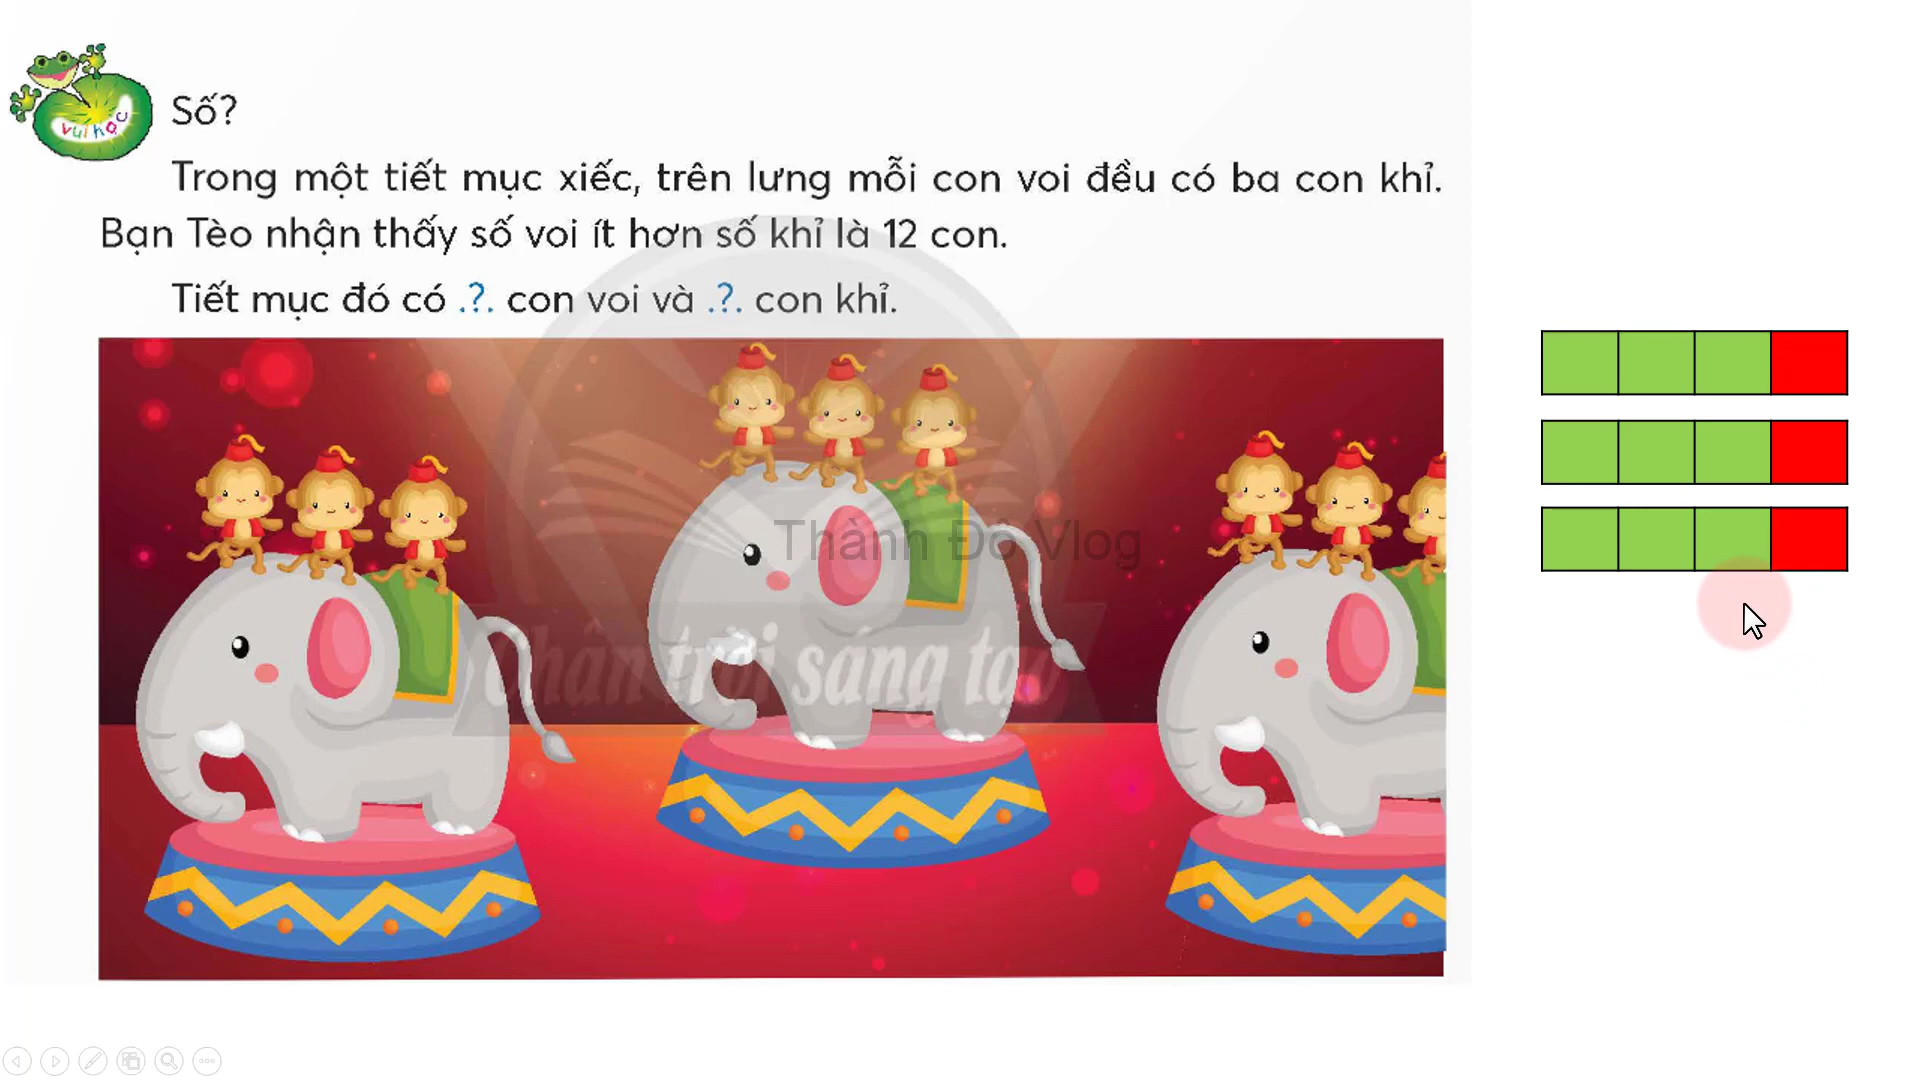 vui học
Số?
Trong một tiết mục xiếc, trên lưng mỗi con voi đều có ba con khỉ.
Bạn Tèo nhận thấy số voi ít hơn số khỉ là 12 con.
Tiết mục đó có .?. con voi và .?. con khỉ.
Thành Đô Vlog
Chân trời sáng tạo